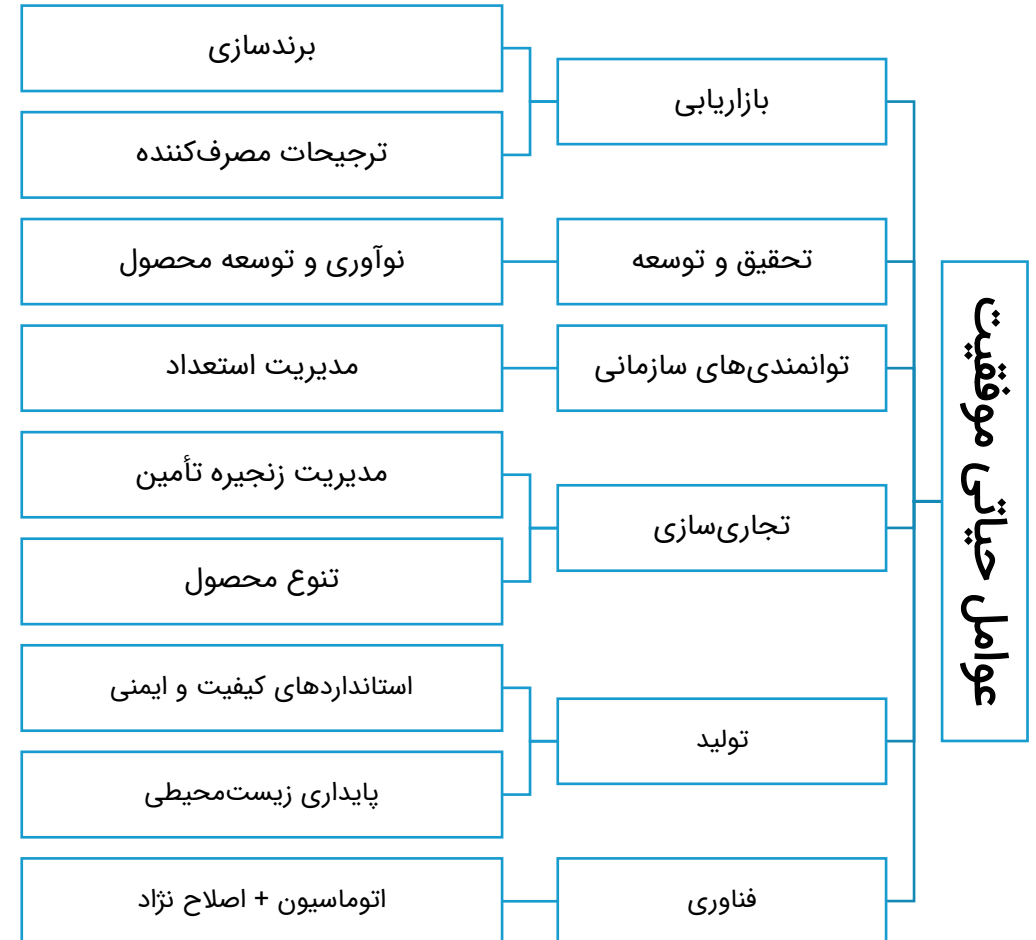 عوامل حیاتی موفقیت
بازاریابی
برندسازی
ترجیحات مصرف‌کننده
تحقیق و توسعه
نوآوری و توسعه محصول
توانمندی‌های سازمانی
مدیریت استعداد
تجاری‌سازی
مدیریت زنجیره تأمین
تنوع محصول
تولید
استانداردهای کیفیت و ایمنی
پایداری زیست‌محیطی
فناوری
اتوماسیون + اصلاح نژاد